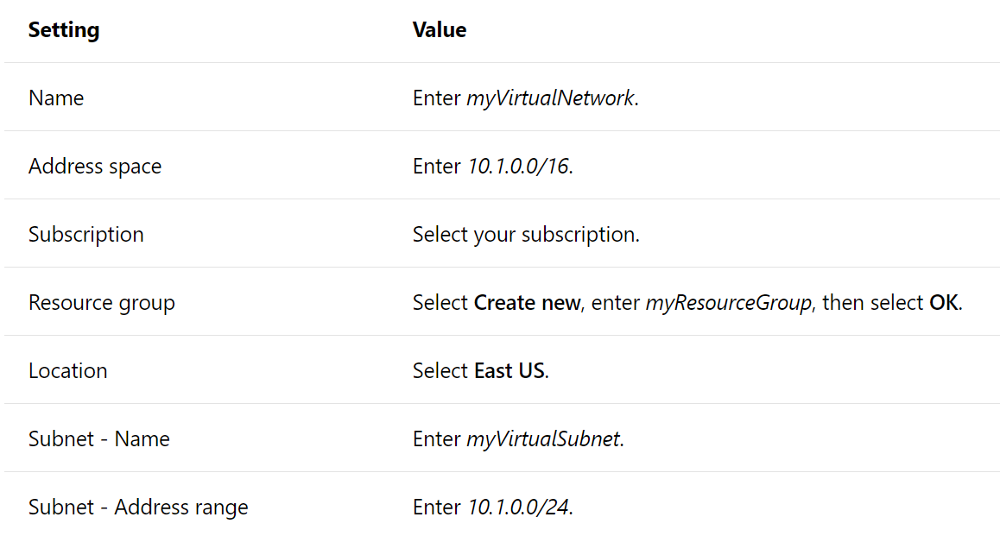 Setting Value
Name Enter myVirtualNetwork.
Address space Enter 10.1.0.0/16.
Subscription Select your subscription.
Resource group Select Create new, enter myResourceGroup, then select OK.
Location Select East US.
Subnet - Name Enter myVirtualSubnet.
Subnet - Address range Enter 10.1.0.0/24.